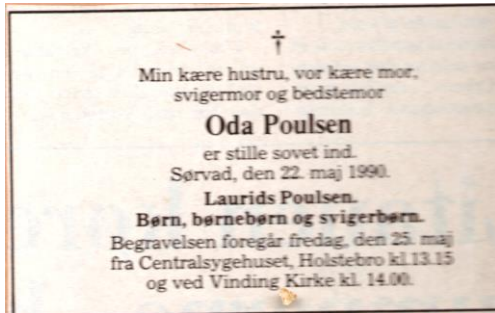 †
Min kære hustru, vor kære mor,
svigermor og bedstemor
Oda Poulsen
er stille sovet ind.
Sørvad, den 22. maj 1990.
Laurids Poulsen.
Børn, børnebørn og svigerbørn.
Begravelsen foregår fredag, den 25. maj
fra Centralsygehuset, Holstebro kl.13.15
og ved Vinding Kirke kl. 14.00.